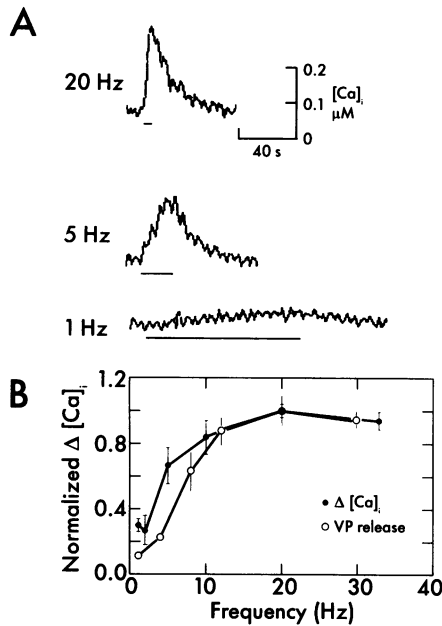 A
20 Hz
0.2
0.1
0
[Ca]i
μM
40 s
5 Hz
1 Hz
B
1.2
0.8
0.4
0
Normalized Δ [Ca]i
Δ [Ca]i
VP release
0 10 20 30 40
Frequency (Hz)